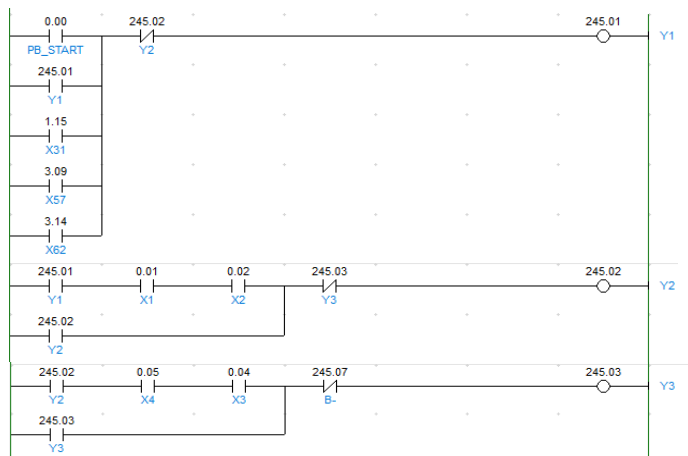 0.00 245.02 245.01
PB_START Y2 Y1
245.01
Y1
1.15
X31
3.09
X57
3.14
X62
245.01 0.01 0.02 245.03 245.02
Y1 X1 X2 Y3 Y2
245.02
Y2
245.02 0.05 0.04 245.07 245.03
Y2 X4 X3 B- Y3
245.03
Y3